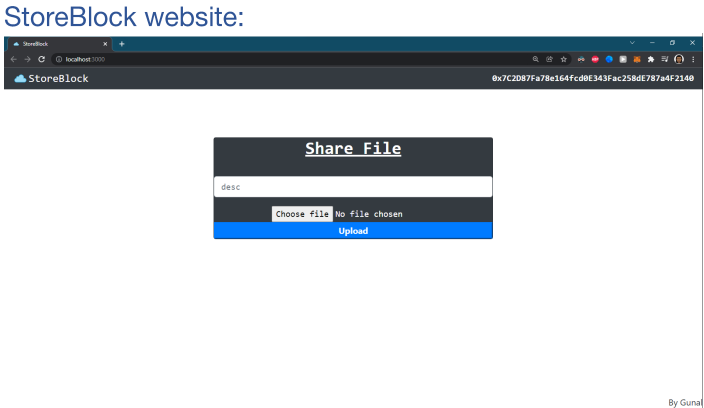 StoreBlock website:
StoreBlock
localhost:3000
StoreBlock
0x7C2D87Fa78e164fcd0E343Fac258dE787a4F2140
Share File
desc
Choose file No file chosen
Upload
By Gunal